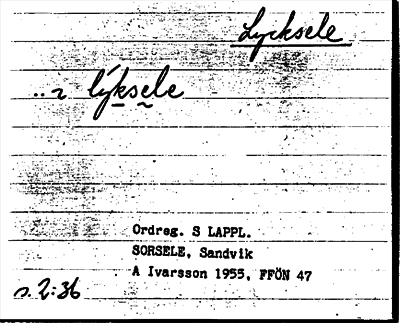 Lycksele
..ɿ lýksele
Ordreg. S LAPPL.
SORSELE, Sandvik
A Ivarsson 1955, FFÖN 47
s. 2:36